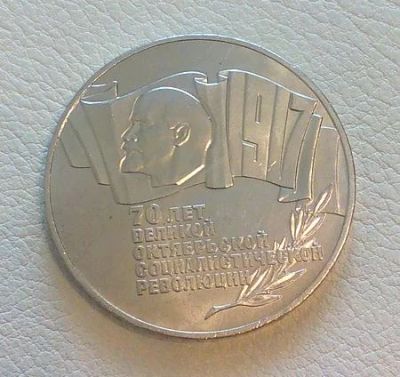 1917
70 ЛЕТ
ВЕЛИКОЙ
ОКТЯБРЬСКОЙ
СОЦИАЛИСТИЧЕСКОЙ
РЕВОЛЮЦИИ